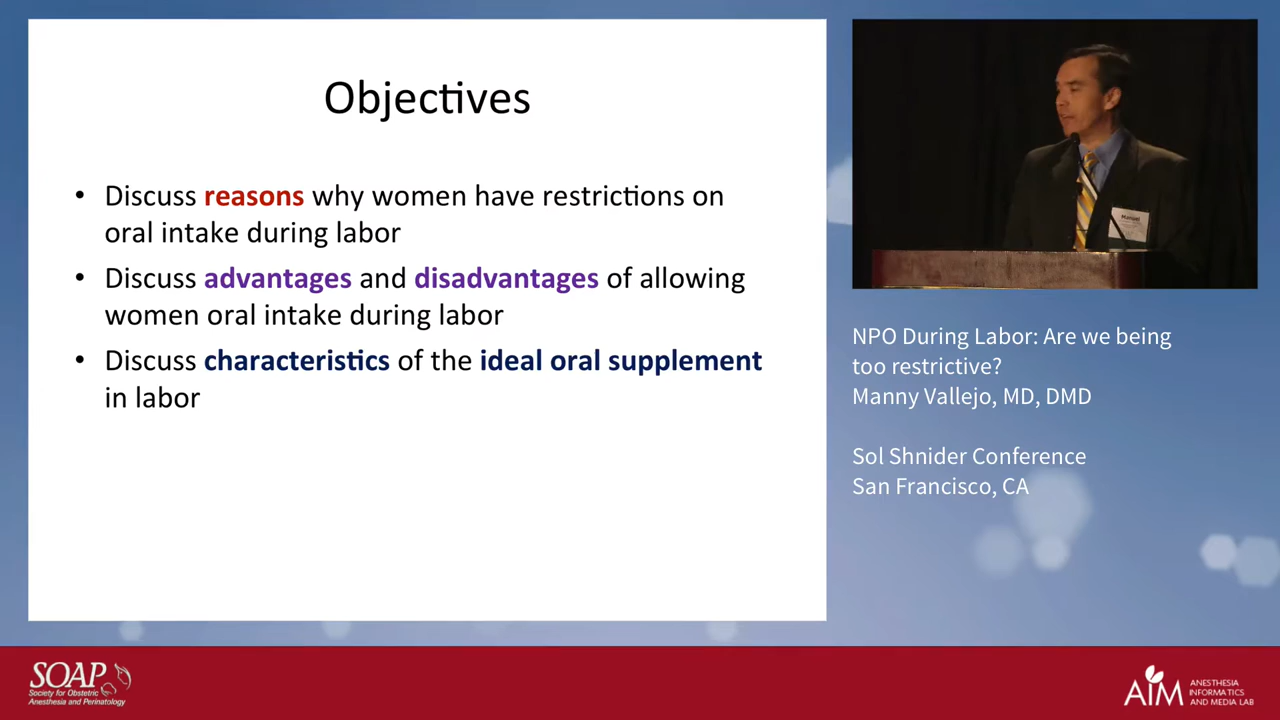 Objectives
• Discuss reasons why women have restrictions on
oral intake during labor
• Discuss advantages and disadvantages of allowing
women oral intake during labor
• Discuss characteristics of the ideal oral supplement
in labor
Manuel
NPO During Labor: Are we being
too restrictive?
Manny Vallejo, MD, DMD
Sol Shnider Conference
San Francisco, CA
SOAP
Society for Obstetric
Anesthesia and Perinatology
AIM
ANESTHESIA
INFORMATICS
AND MEDIA LAB